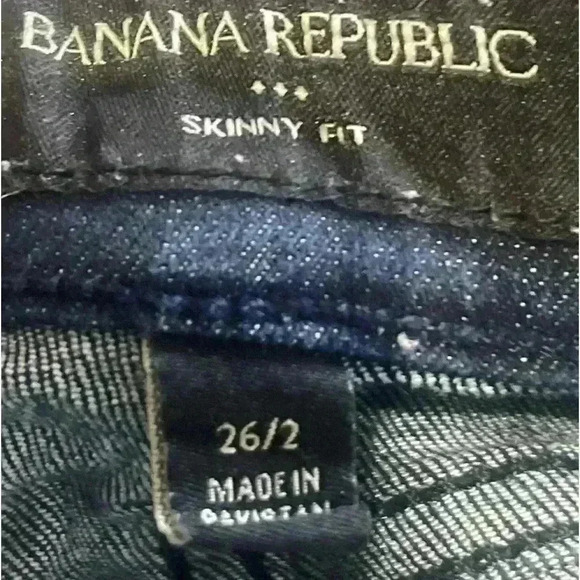 BANANA REPUBLIC
SKINNY FIT
26/2
MADE IN